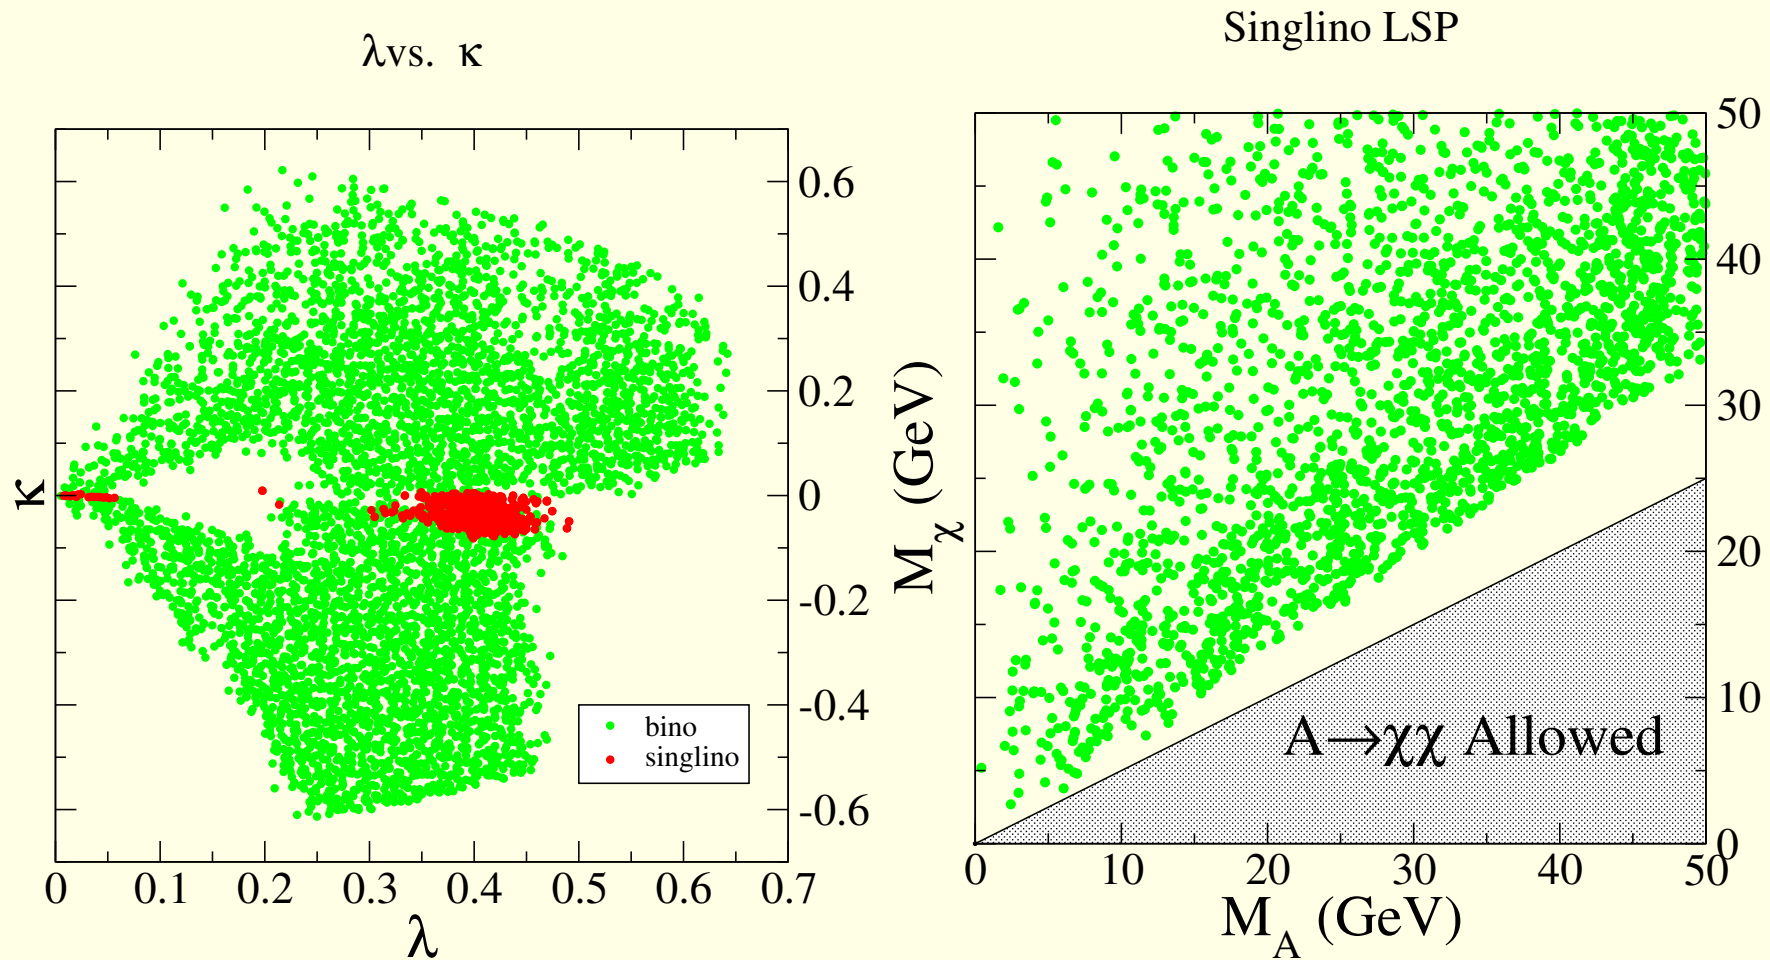 λvs. κ
κ
0.6
0.4
0.2
0
-0.2
-0.4
-0.6
bino
singlino
0 0.1 0.2 0.3 0.4 0.5 0.6 0.7
λ
Singlino LSP
M_χ (GeV)
50
40
30
20
10
0
A→χχ Allowed
0 10 20 30 40 50
M_A (GeV)